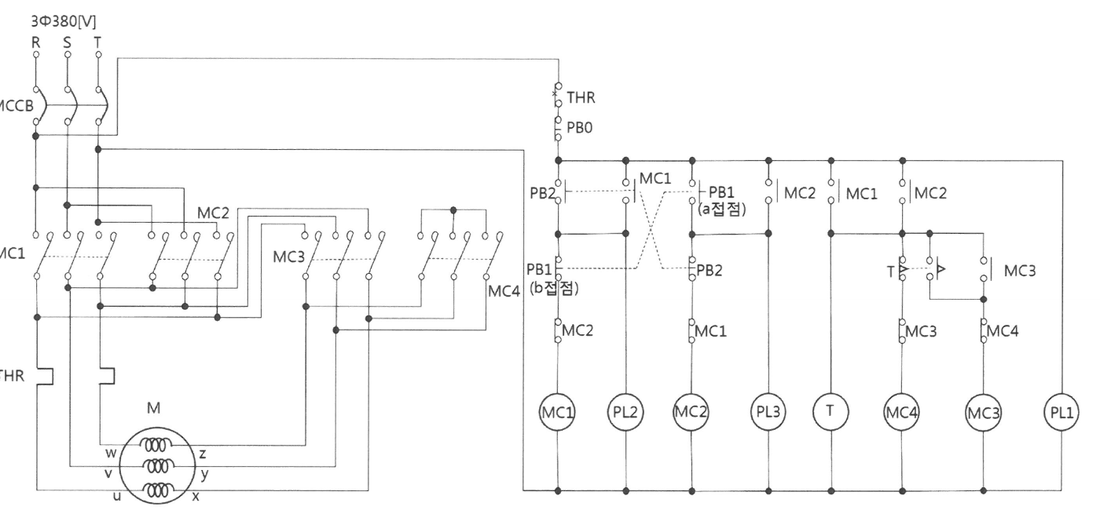 3Φ380[V]
R S T
MCCB
THR
PB0
PB2
MC1
PB1
(a접점)
MC2
MC1
MC2
MC2
MC1
MC3
MC4
PB1
(b접점)
PB2
T
MC3
MC2
MC1
MC3
MC4
THR
M
w z
v y
u x
MC1
PL2
MC2
PL3
T
MC4
MC3
PL1